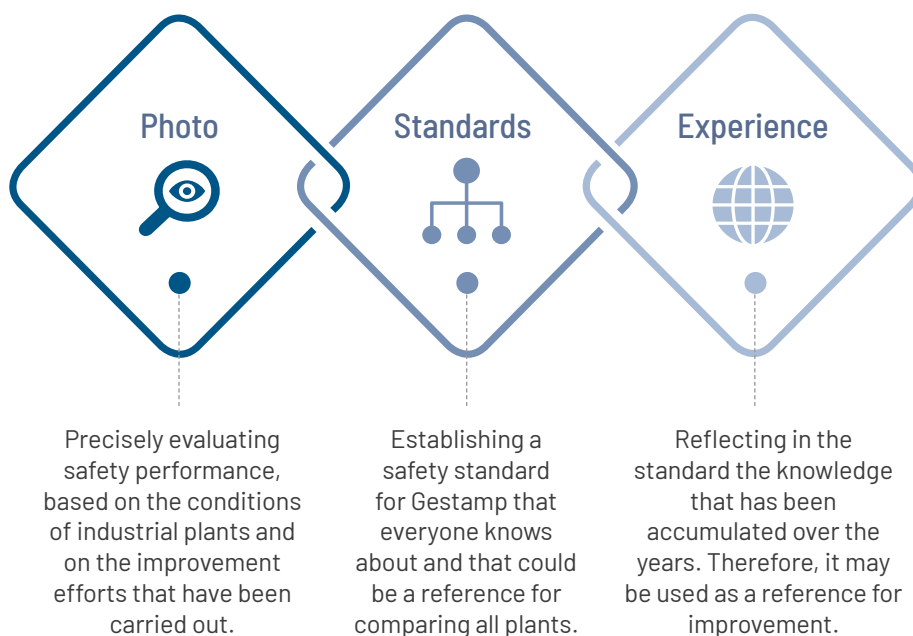 Photo
Standards
Experience
Precisely evaluating
safety performance,
based on the conditions
of industrial plants and
on the improvement
efforts that have been
carried out.
Establishing a
safety standard
for Gestamp that
everyone knows
about and that could
be a reference for
comparing all plants.
Reflecting in the
standard the knowledge
that has been
accumulated over the
years. Therefore, it may
be used as a reference for
improvement.